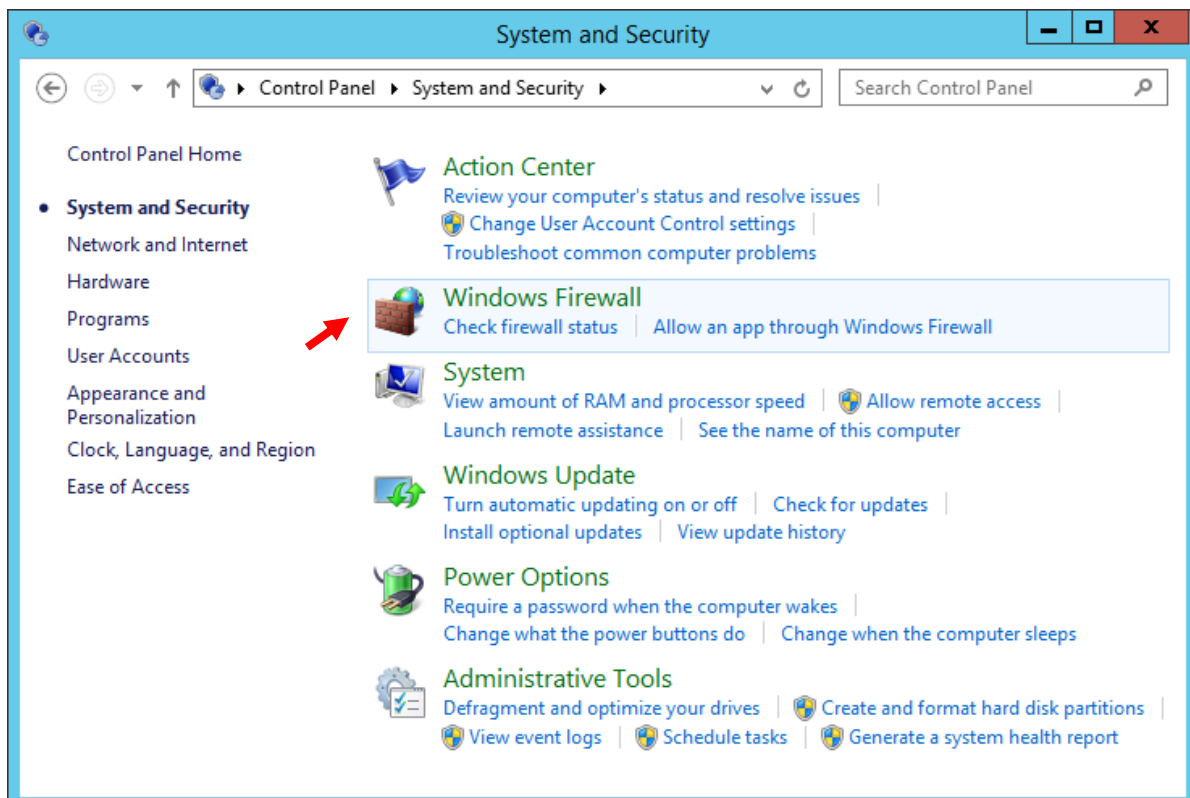 System and Security
Control Panel System and Security
Search Control Panel
Control Panel Home
System and Security
Network and Internet
Hardware
Programs
User Accounts
Appearance and
Personalization
Clock, Language, and Region
Ease of Access
Action Center
Review your computer's status and resolve issues
Change User Account Control settings
Troubleshoot common computer problems
Windows Firewall
Check firewall status Allow an app through Windows Firewall
System
View amount of RAM and processor speed Allow remote access
Launch remote assistance See the name of this computer
Windows Update
Turn automatic updating on or off Check for updates
Install optional updates View update history
Power Options
Require a password when the computer wakes
Change what the power buttons do Change when the computer sleeps
Administrative Tools
Defragment and optimize your drives Create and format hard disk partitions
View event logs Schedule tasks Generate a system health report